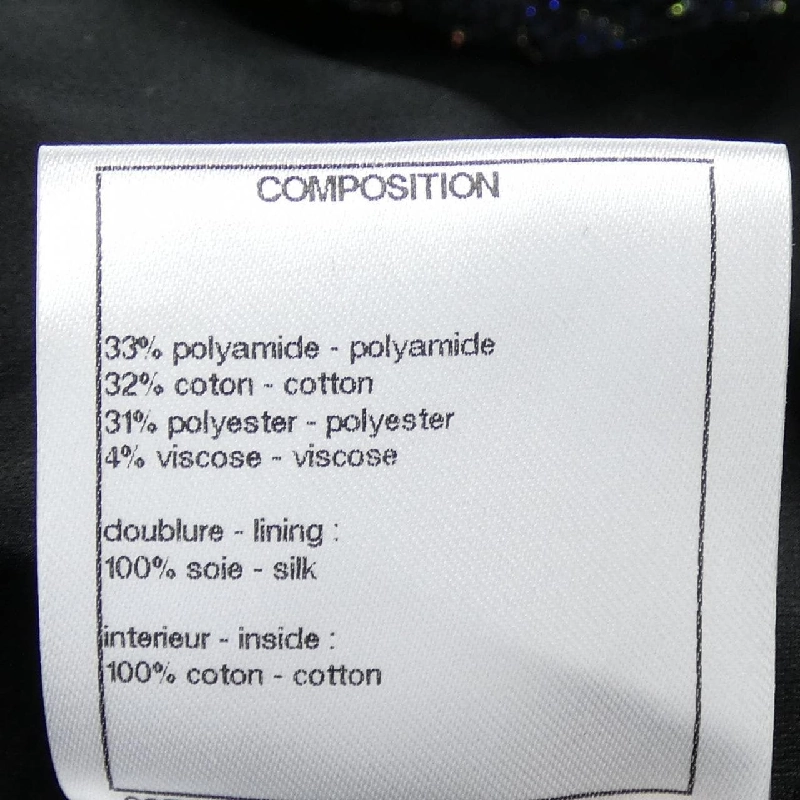 COMPOSITION
33% polyamide - polyamide
32% coton - cotton
31% polyester - polyester
4% viscose - viscose
doublure - lining :
100% soie - silk
interieur - inside :
100% coton - cotton